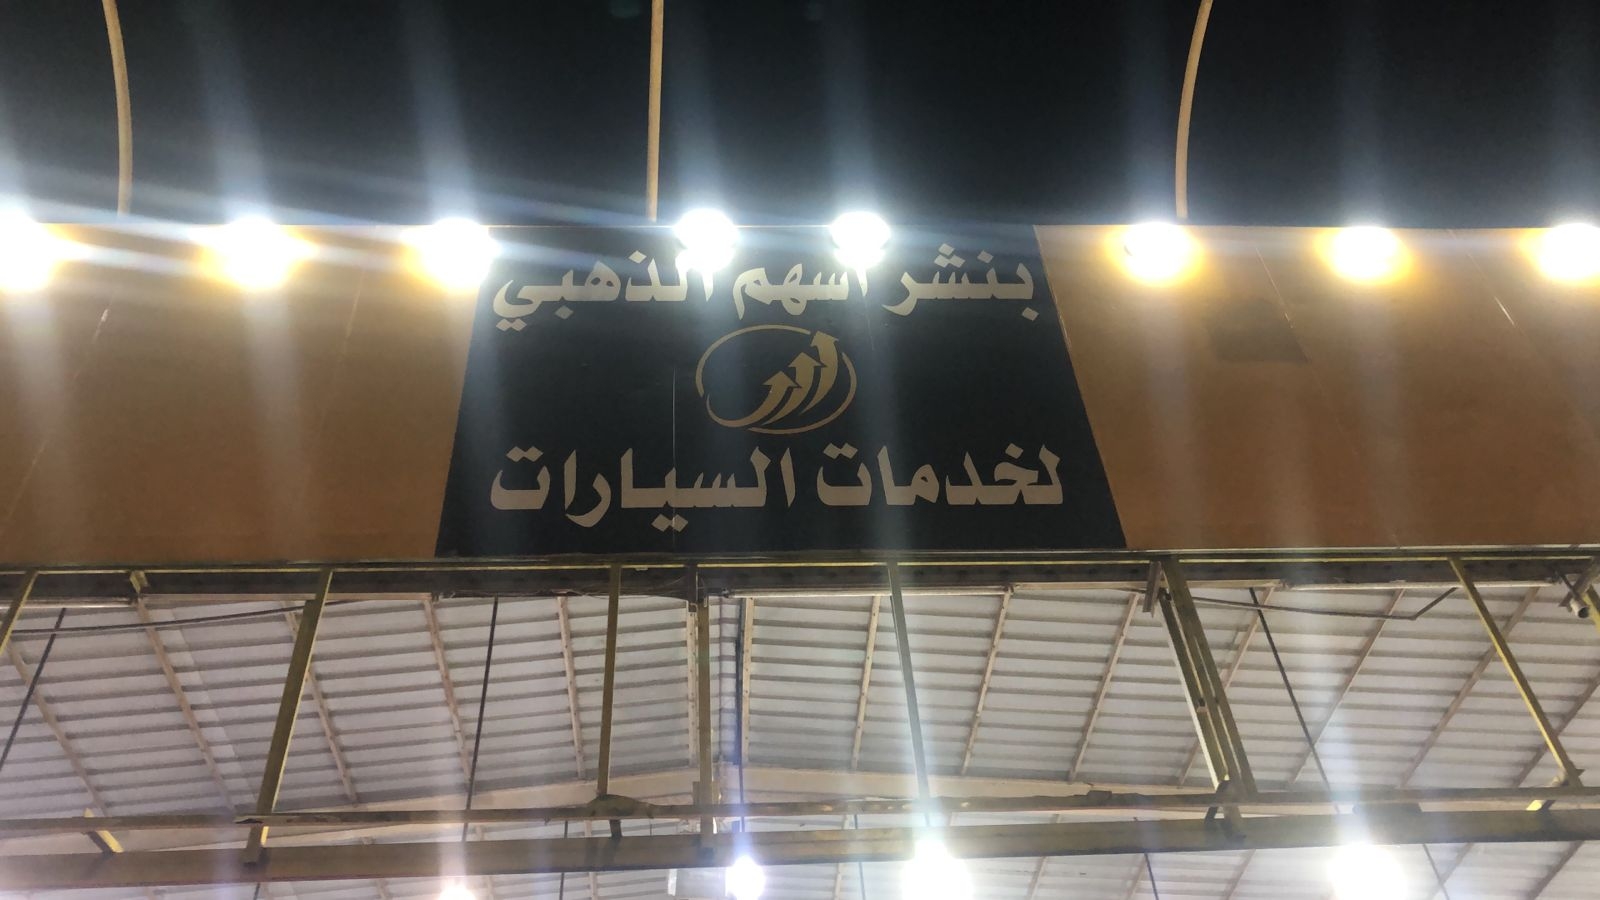 بنشر اسهم الذهبي
لخدمات السيارات